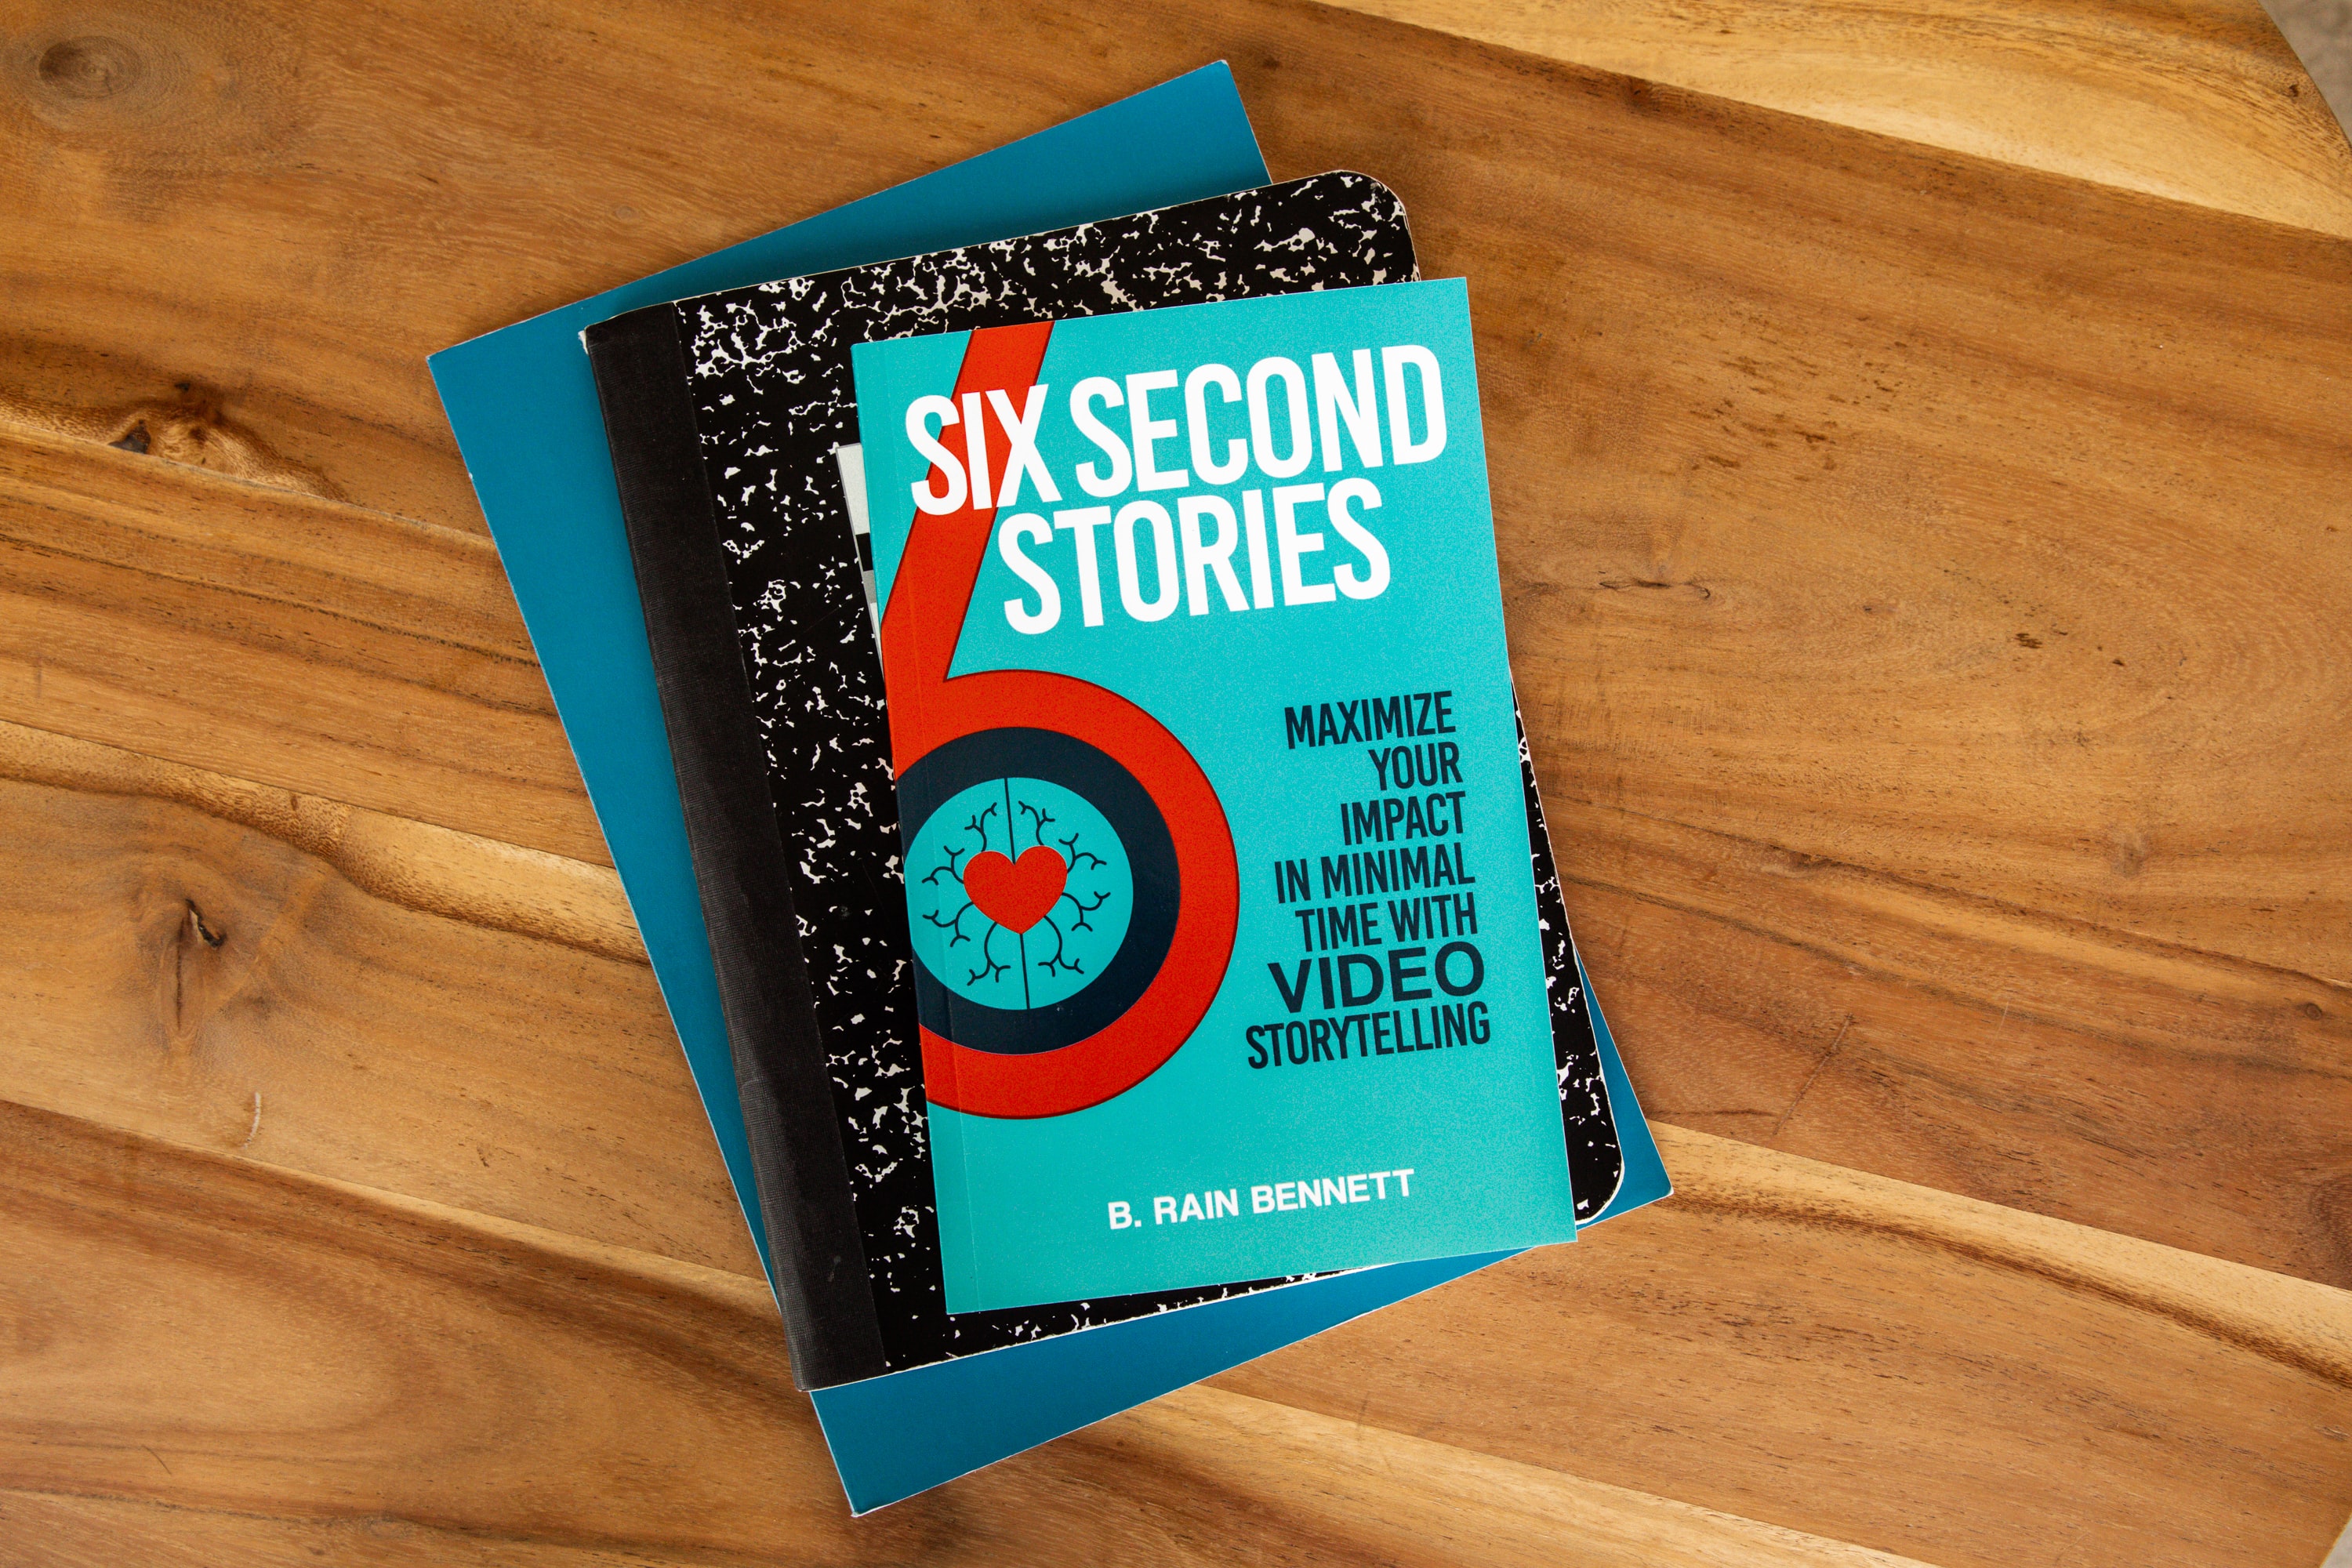 SIX SECOND
STORIES
MAXIMIZE
YOUR
IMPACT
IN MINIMAL
TIME WITH
VIDEO
STORYTELLING
B. RAIN BENNETT